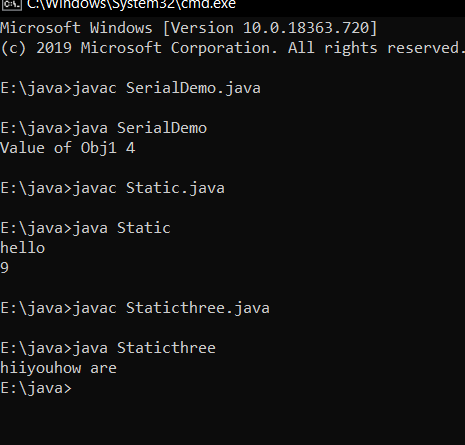 C:\Windows\System32\cmd.exe
Microsoft Windows [Version 10.0.18363.720]
(c) 2019 Microsoft Corporation. All rights reserved.
E:\java>javac SerialDemo.java
E:\java>java SerialDemo
Value of Obj1 4
E:\java>javac Static.java
E:\java>java Static
hello
9
E:\java>javac Staticthree.java
E:\java>java Staticthree
hiiyouhow are
E:\java>